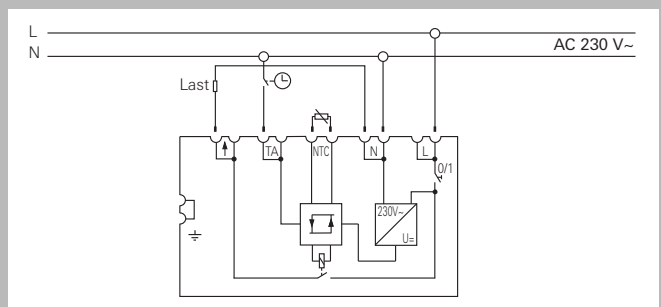 L
AC 230 V~
N
Last
TA
NTC
N
L
0/1
230V~
U=